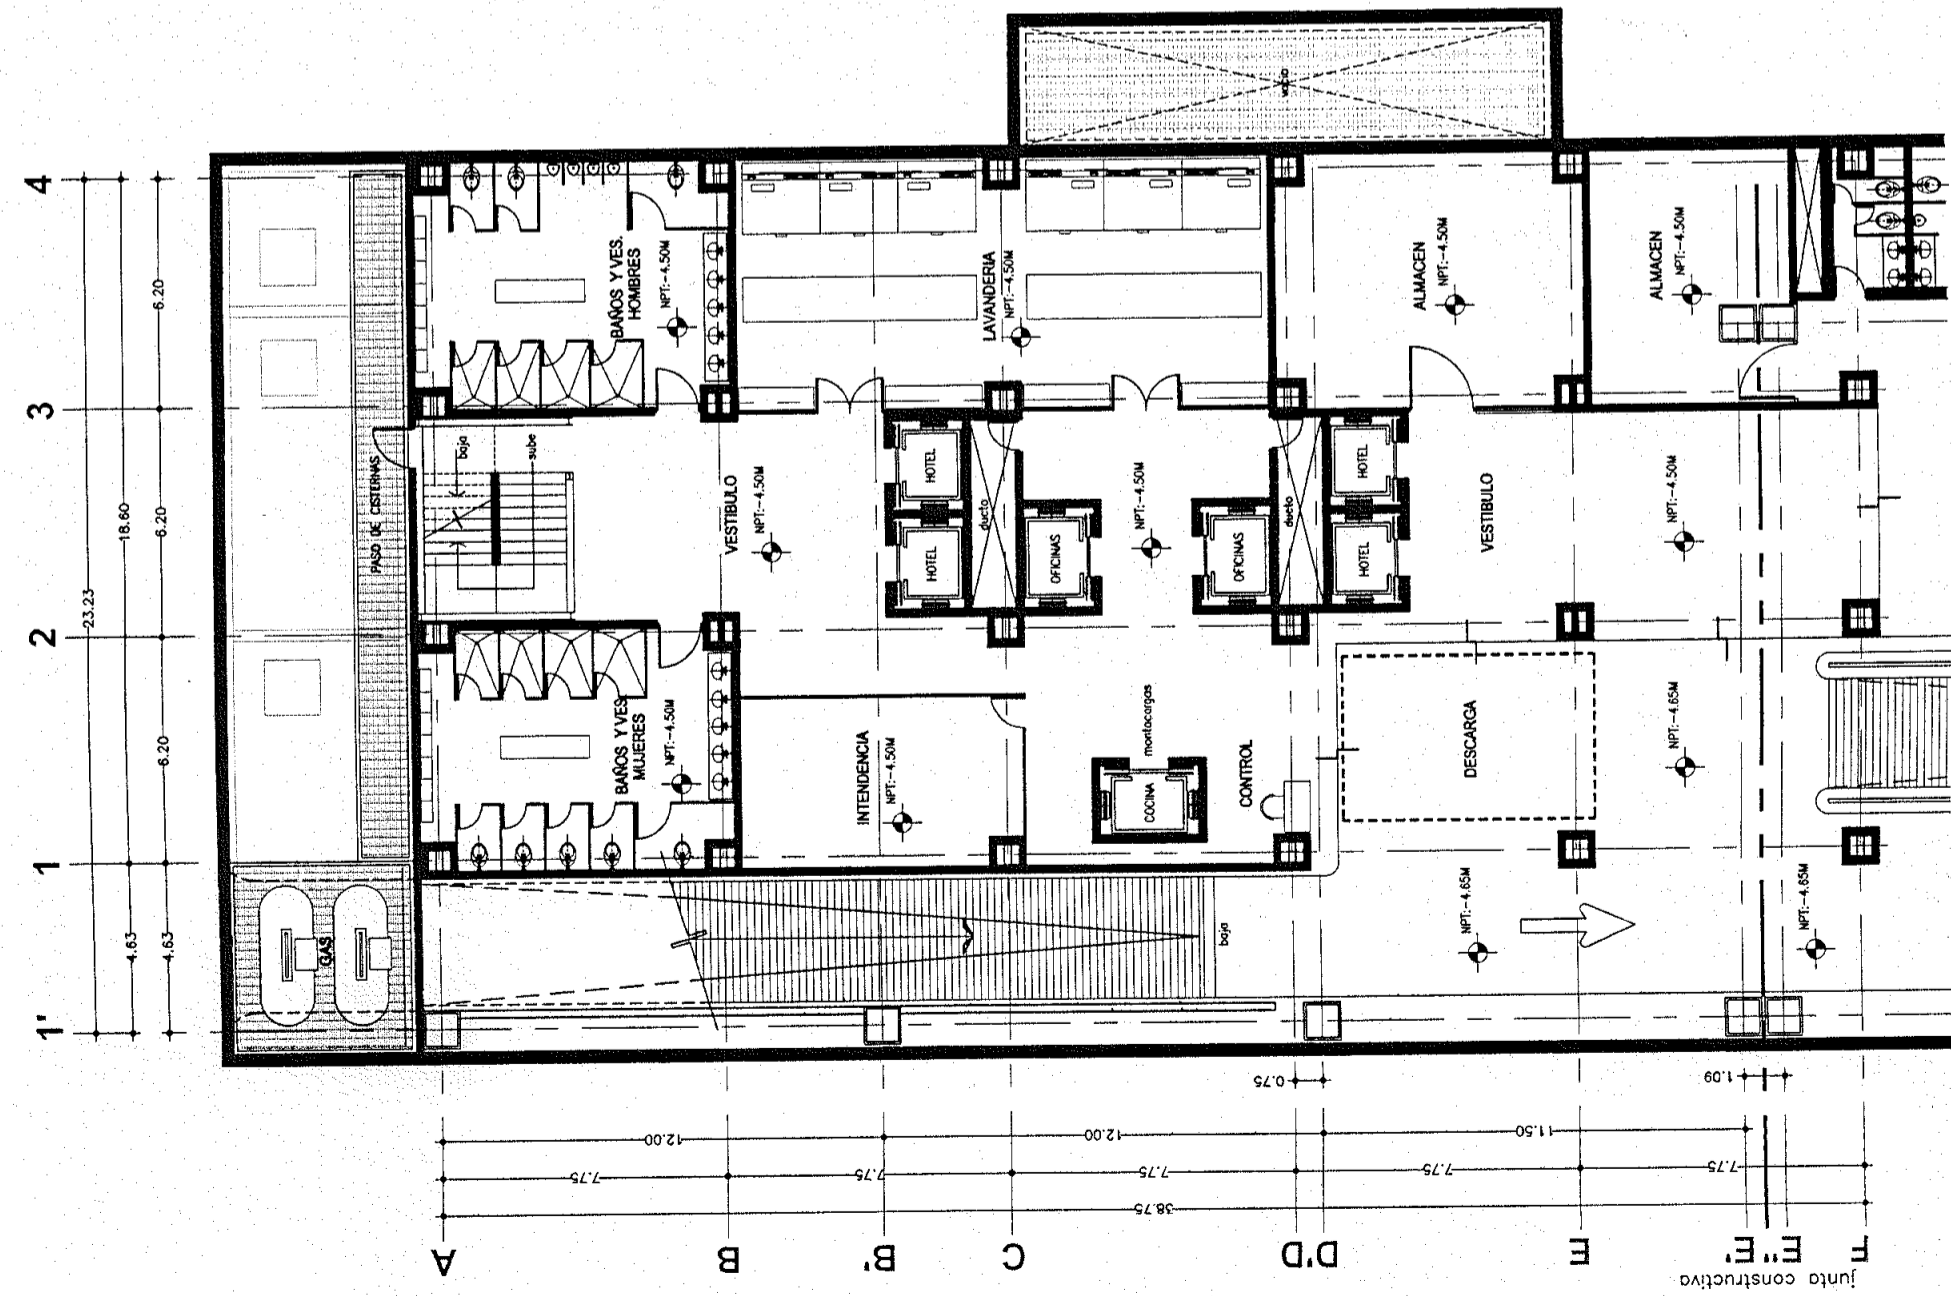 4
3
2
1
1'
23.23
18.60
4.63
6.20
6.20
6.20
4.63
PASO DE CISTERNAS
GAS
vacio
BAÑOS Y VES.
HOMBRES
NPT:-4.50M
LAVANDERIA
NPT:-4.50M
ALMACEN
NPT:-4.50M
ALMACEN
NPT:-4.50M
baja
sube
VESTIBULO
NPT:-4.50M
HOTEL
HOTEL
ducto
OFICINAS
NPT:-4.50M
OFICINAS
ducto
HOTEL
HOTEL
VESTIBULO
NPT:-4.50M
BAÑOS Y VES.
MUJERES
NPT:-4.50M
INTENDENCIA
NPT:-4.50M
montacargas
COCINA
CONTROL
DESCARGA
NPT:-4.65M
baja
NPT:-4.65M
NPT:-4.65M
0.75
1.09
12.00
12.00
11.50
7.75
7.75
7.75
7.75
7.75
38.75
A
B
B'
C
D'D
E
E''E'
F
junta constructiva